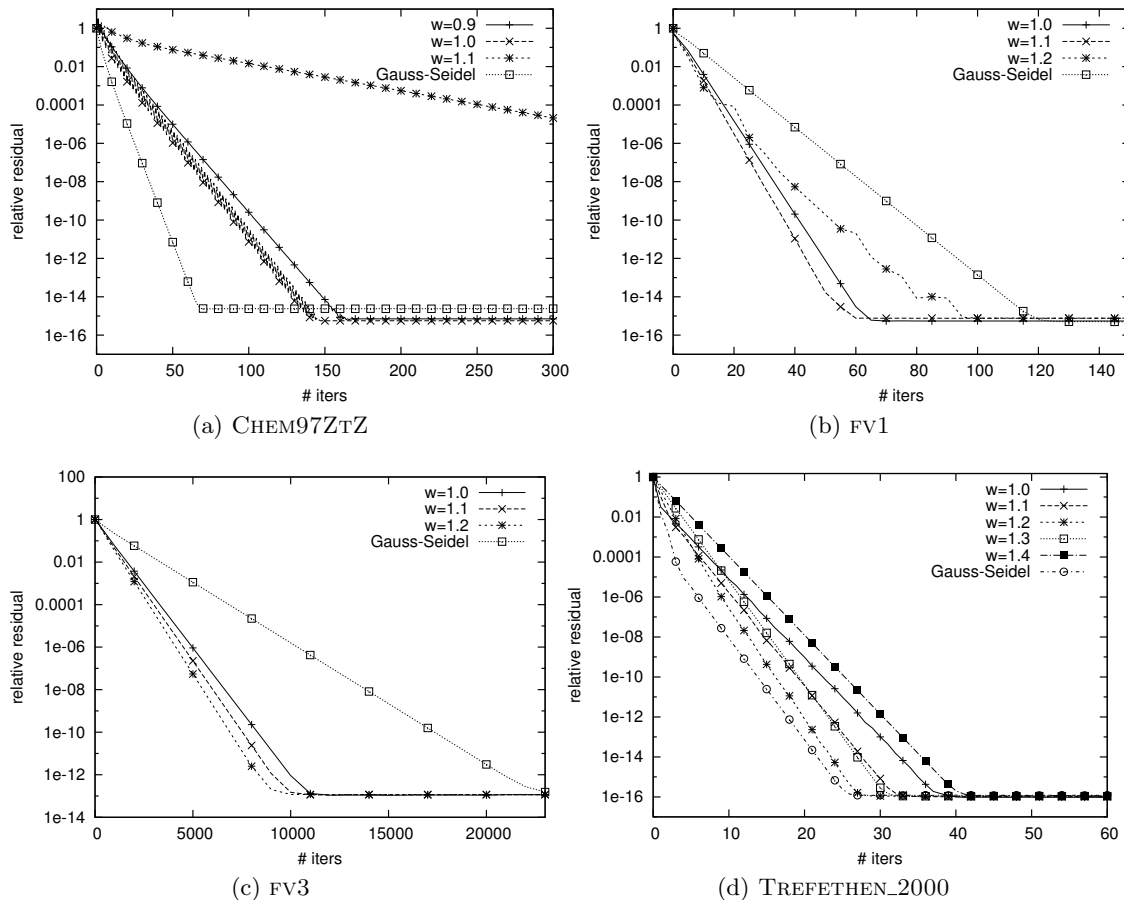 1
0.01
0.0001
1e-06
1e-08
1e-10
1e-12
1e-14
1e-16
relative residual
0 50 100 150 200 250 300
# iters
w=0.9
w=1.0
w=1.1
Gauss-Seidel
(a) CHEM97ZTZ
1
0.01
0.0001
1e-06
1e-08
1e-10
1e-12
1e-14
1e-16
relative residual
0 20 40 60 80 100 120 140
# iters
w=1.0
w=1.1
w=1.2
Gauss-Seidel
(b) FV1
100
1
0.01
0.0001
1e-06
1e-08
1e-10
1e-12
1e-14
relative residual
0 5000 10000 15000 20000
# iters
w=1.0
w=1.1
w=1.2
Gauss-Seidel
(c) FV3
1
0.01
0.0001
1e-06
1e-08
1e-10
1e-12
1e-14
1e-16
relative residual
0 10 20 30 40 50 60
# iters
w=1.0
w=1.1
w=1.2
w=1.3
w=1.4
Gauss-Seidel
(d) TREFETHEN_2000